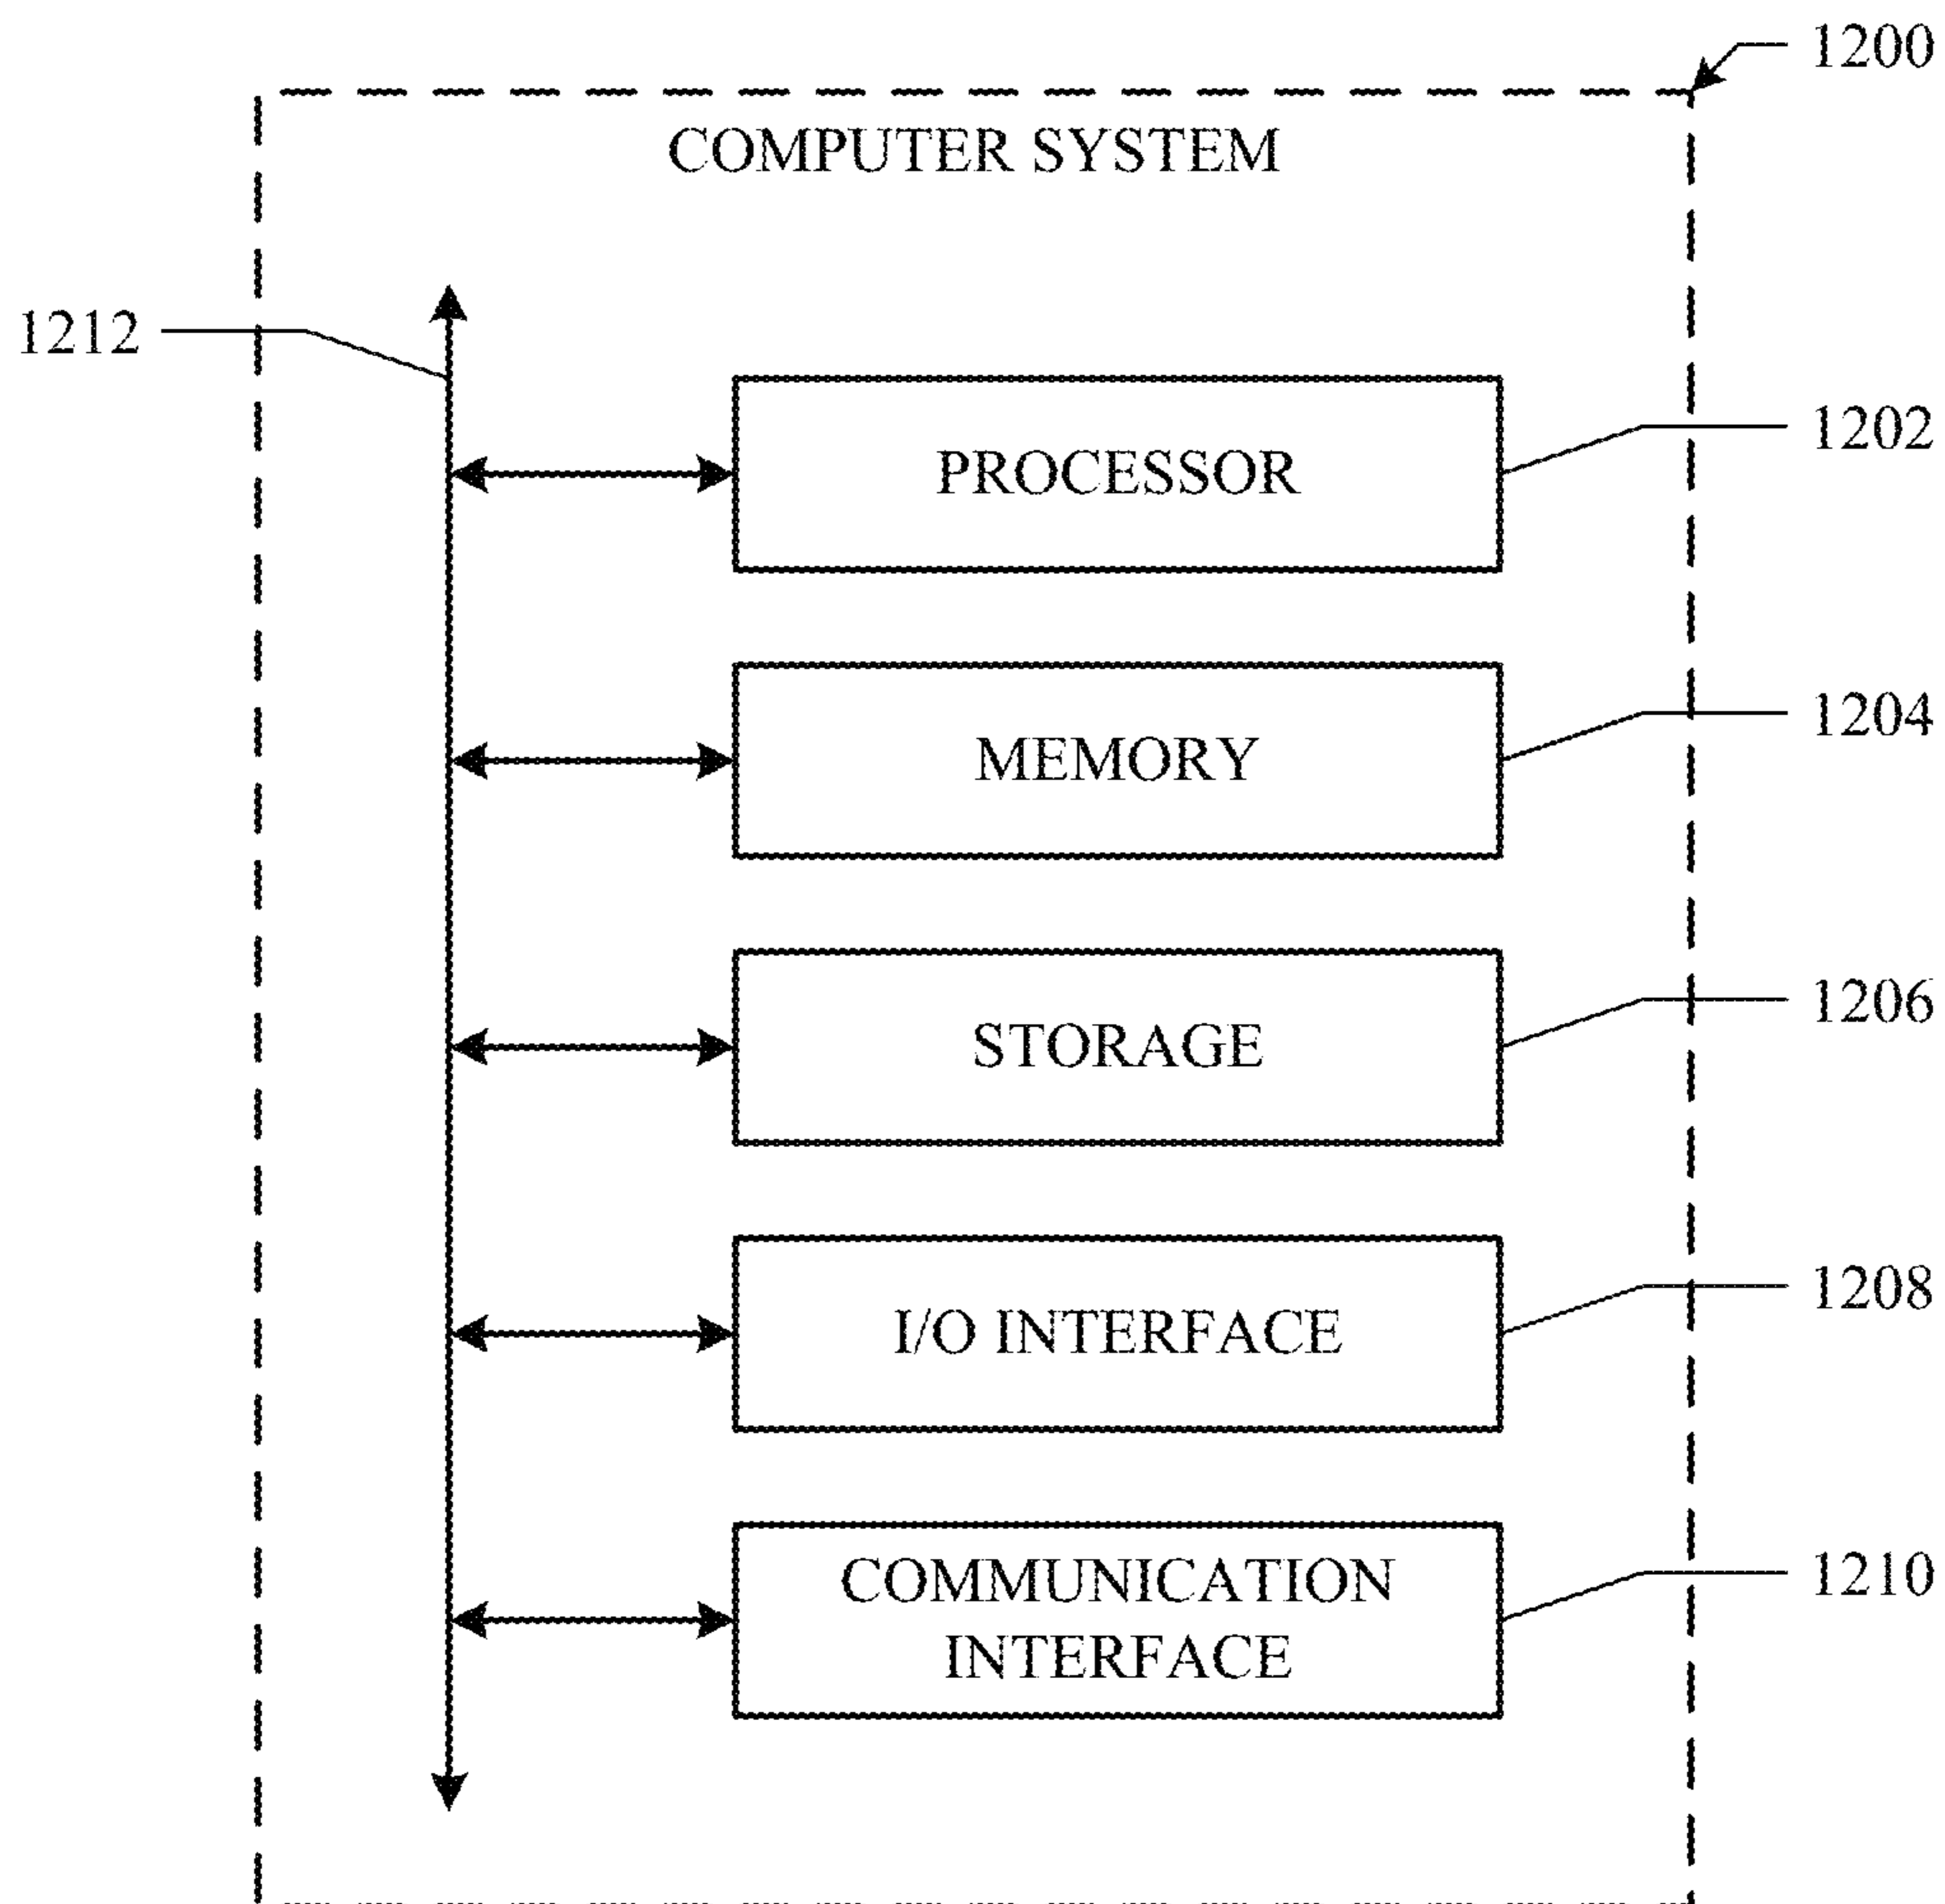 1200
COMPUTER SYSTEM
1212
PROCESSOR
1202
MEMORY
1204
STORAGE
1206
I/O INTERFACE
1208
COMMUNICATION
INTERFACE
1210